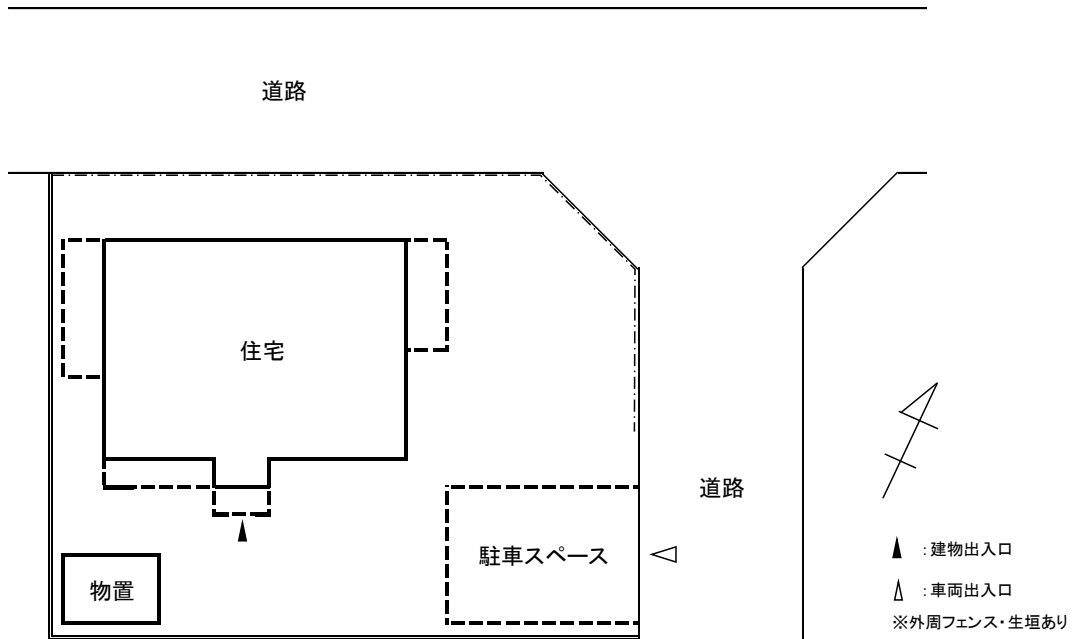 道路
住宅
道路
駐車スペース
物置
:建物出入口
:車両出入口
※外周フェンス・生垣あり